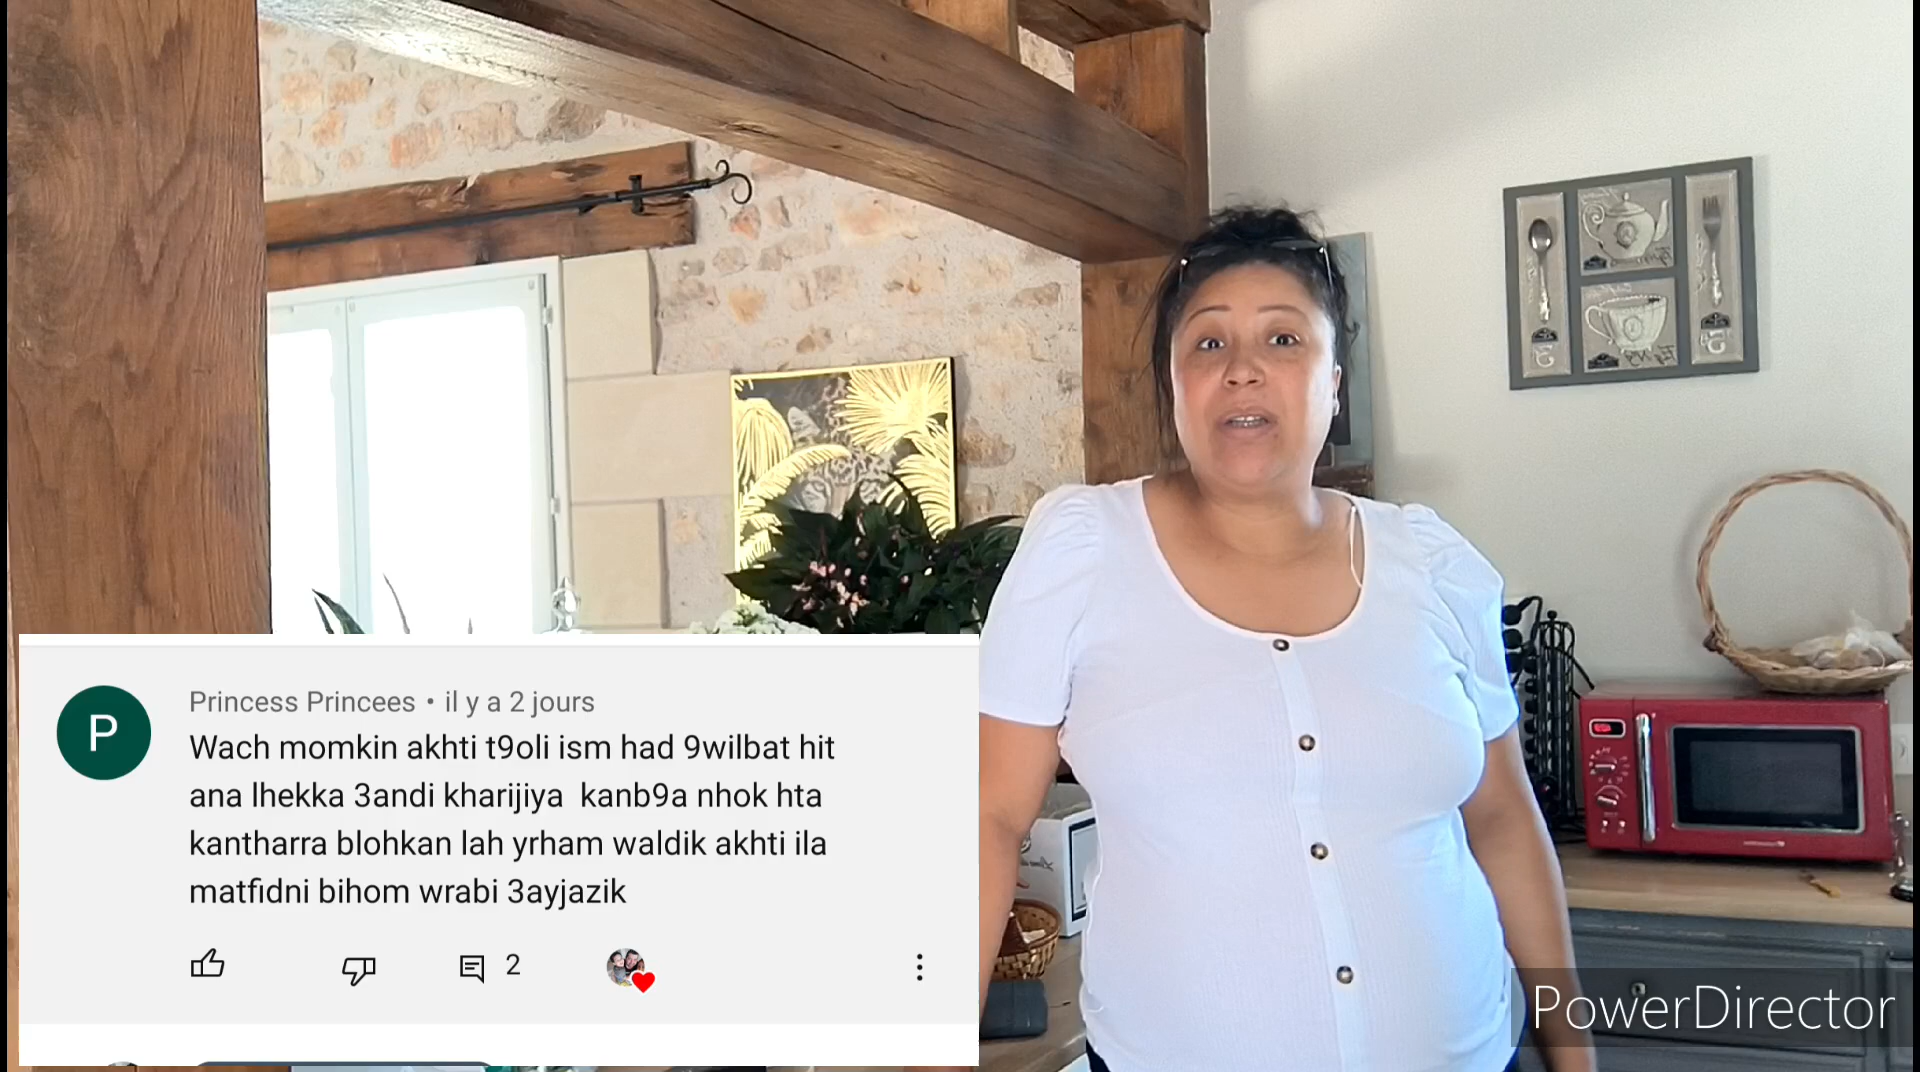 Princess Princees • il y a 2 jours
Wach momkin akhti t9oli ism had 9wilbat hit
ana lhekka 3andi kharijiya kanb9a nhok hta
kantharra blohkan lah yrham waldik akhti ila
matfidni bihom wrabi 3ayjazik
2
P
PowerDirector